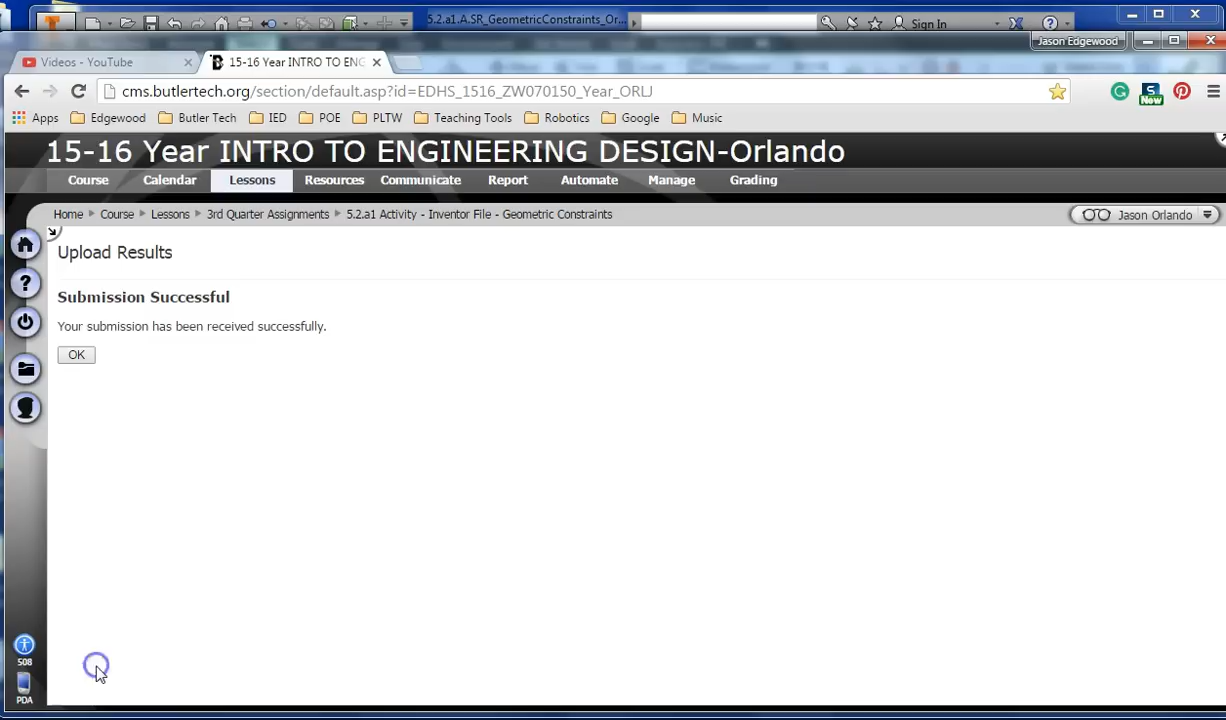 5.2.a1.A.SR_GeometricConstraints_Or...
Sign In
Jason Edgewood
Videos - YouTube
15-16 Year INTRO TO ENG
cms.butlertech.org/section/default.asp?id=EDHS_1516_ZW070150_Year_ORLJ
S Now
Apps Edgewood Butler Tech IED POE PLTW Teaching Tools Robotics Google Music
15-16 Year INTRO TO ENGINEERING DESIGN-Orlando
Course Calendar Lessons Resources Communicate Report Automate Manage Grading
Home Course Lessons 3rd Quarter Assignments 5.2.a1 Activity - Inventor File - Geometric Constraints
Jason Orlando
Upload Results
Submission Successful
Your submission has been received successfully.
OK
508
PDA